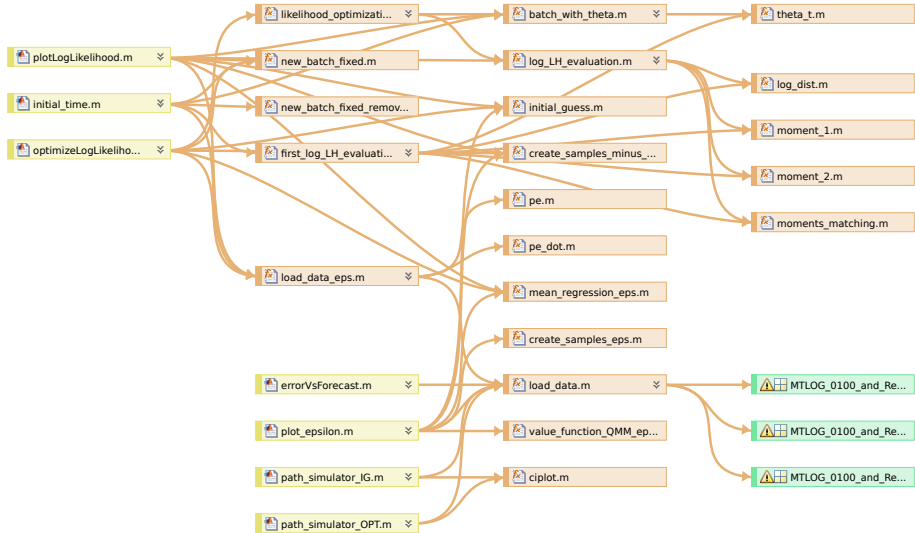 plotLogLikelihood.m
initial_time.m
optimizeLogLikeliho...
likelihood_optimizati...
new_batch_fixed.m
new_batch_fixed_remov...
first_log_LH_evaluati...
load_data_eps.m
errorVsForecast.m
plot_epsilon.m
path_simulator_IG.m
path_simulator_OPT.m
batch_with_theta.m
log_LH_evaluation.m
initial_guess.m
create_samples_minus_...
pe.m
pe_dot.m
mean_regression_eps.m
create_samples_eps.m
load_data.m
value_function_QMM_ep...
ciplot.m
theta_t.m
log_dist.m
moment_1.m
moment_2.m
moments_matching.m
MTLOG_0100_and_Re...
MTLOG_0100_and_Re...
MTLOG_0100_and_Re...